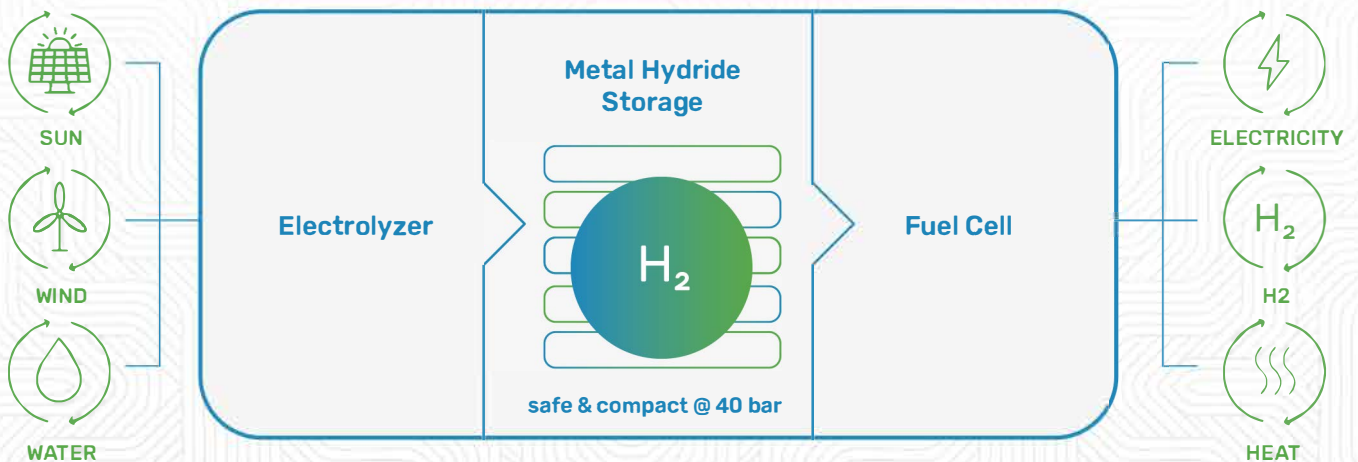 SUN
WIND
WATER
Electrolyzer
Metal Hydride
Storage
H₂
safe & compact @ 40 bar
Fuel Cell
ELECTRICITY
H₂
H2
HEAT